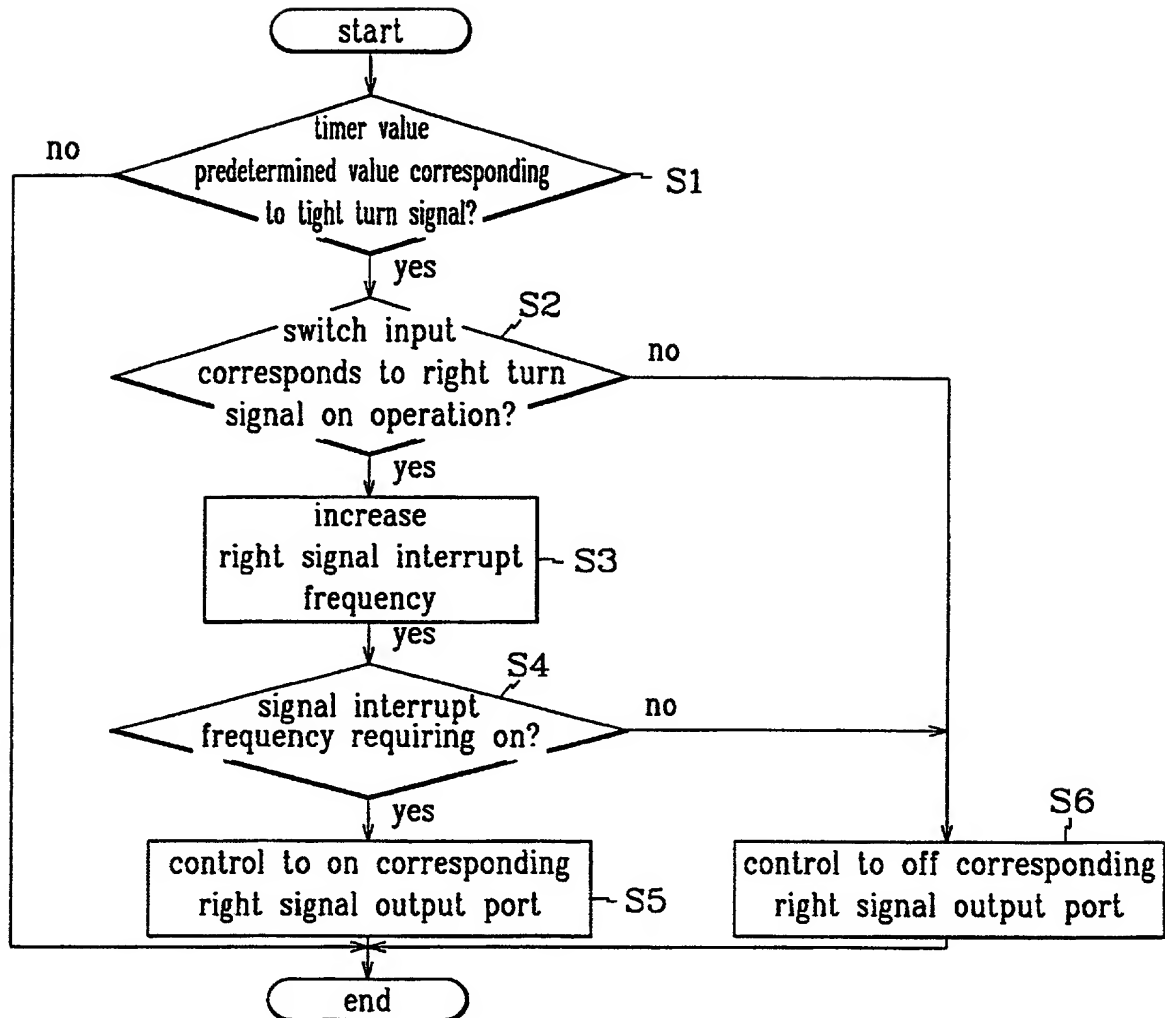 start
timer value
no
predetermined value corresponding
S1
to tight turn signal?
yes
S2
switch input
no
corresponds to right turn
signal on operation?
yes
increase
right signal interrupt
S3
frequency
yes
S4
signal interrupt
no
frequency requiring on?
yes
S6
control to on corresponding
right signal output port
S5
control to off corresponding
right signal output port
end